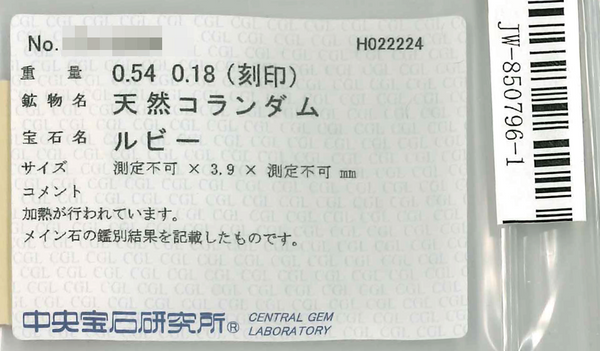 No. H022224
重量 0.54 0.18 (刻印)
鉱物名 天然コランダム
宝石名 ルビー
サイズ 測定不可 × 3.9 × 測定不可 mm
コメント
加熱が行われています。
メイン石の鑑別結果を記載したものです。
中央宝石研究所® CENTRAL GEM
LABORATORY
JW-850796-1